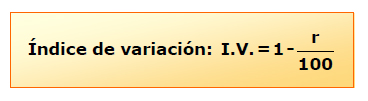 Índice de variación: I.V. = 1 - r/100